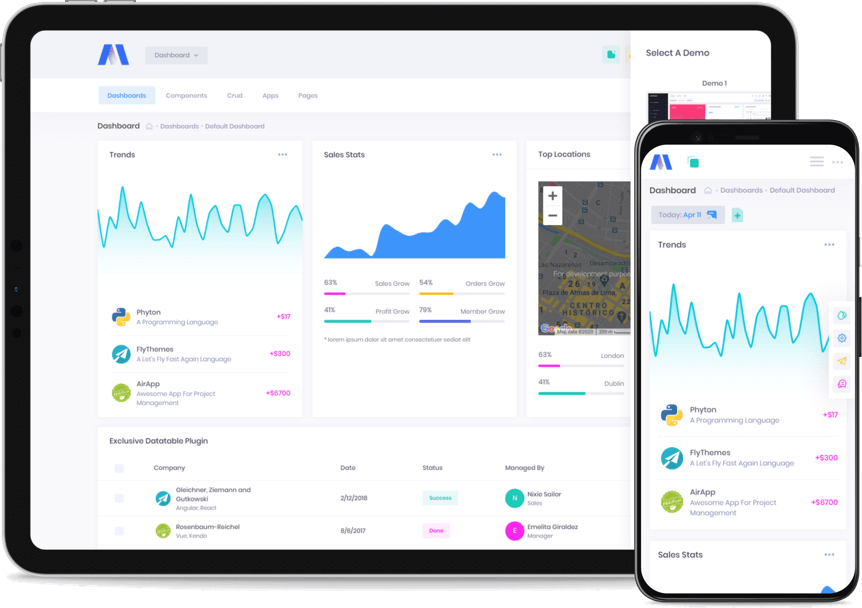 Dashboard
Select A Demo
Demo 1
Dashboards Components Crud Apps Pages
Dashboard - Dashboards - Default Dashboard
Trends
Phyton
A Programming Language
+$17
FlyThemes
A Let's Fly Fast Again Language
+$300
AirApp
Awesome App For Project
Management
+$6700
Sales Stats
63% Sales Grow 54% Orders Grow
41% Profit Grow 79% Member Grow
* lorem ipsum dolor sit amet consectetuer sediat elit
Top Locations
+
−
For development purpo
Plaza de Armas de Lima
26
19
CENTRO
HISTÓRICO
63% London
41% Dublin
Exclusive Datatable Plugin
Company Date Status Managed By
Gleichner, Ziemann and
Gutkowski
Angular, React
2/12/2018
Success
N
Nixie Sailor
Sales
Rosenbaum-Reichel
Vue, Kendo
8/6/2017
Done
E
Emelita Giraldez
Manager
Dashboard - Dashboards - Default Dashboard
Today: Apr 11
+
Trends
Phyton
A Programming Language
+$17
FlyThemes
A Let's Fly Fast Again Language
+$300
AirApp
Awesome App For Project
Management
+$6700
Sales Stats